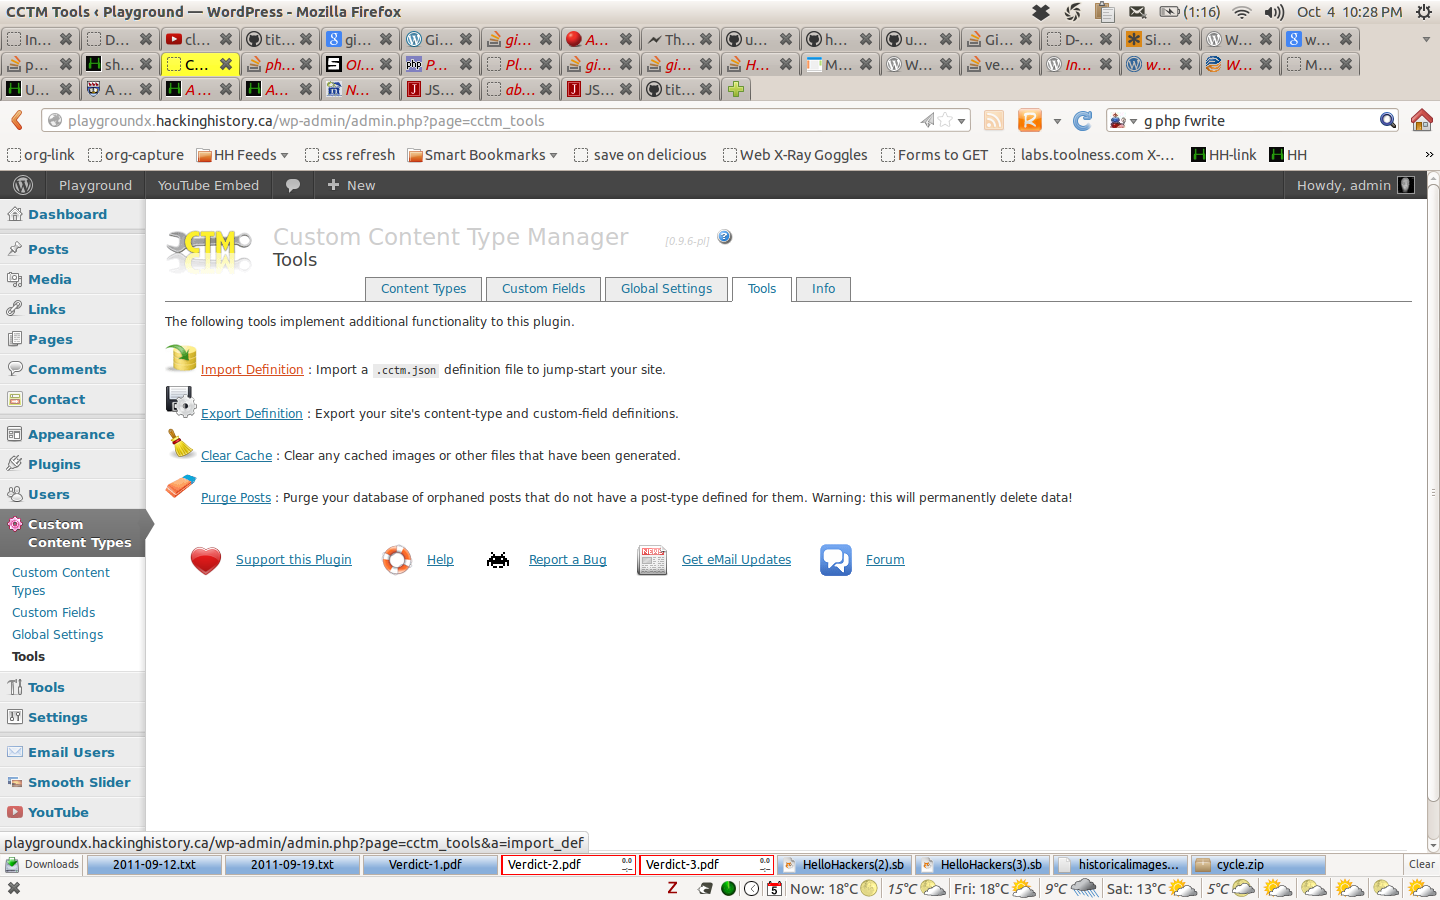 CCTM Tools ‹ Playground — WordPress - Mozilla Firefox
(1:16)
Oct 4 10:28 PM
In... D... cl... tit... gi... Gi... gi... A... Th... u... h... u... Gi... D-... Si... W... w...
p... sh... C... ph... OI... P... Pl... gi... gi... H... M... W... ve... In... w... W... M...
U... A ... A ... A... N... JS... ab... JS... tit...
playgroundx.hackinghistory.ca/wp-admin/admin.php?page=cctm_tools
g php fwrite
org-link org-capture HH Feeds css refresh Smart Bookmarks save on delicious Web X-Ray Goggles Forms to GET labs.toolness.com X-... HH-link HH »
Playground YouTube Embed + New Howdy, admin
Dashboard
Posts
Media
Links
Pages
Comments
Contact
Appearance
Plugins
Users
Custom
Content Types
Custom Content
Types
Custom Fields
Global Settings
Tools
Tools
Settings
Email Users
Smooth Slider
YouTube
CCTM
Custom Content Type Manager [0.9.6-pl] ?
Tools
Content Types Custom Fields Global Settings Tools Info
The following tools implement additional functionality to this plugin.
Import Definition : Import a .cctm.json definition file to jump-start your site.
Export Definition : Export your site's content-type and custom-field definitions.
Clear Cache : Clear any cached images or other files that have been generated.
Purge Posts : Purge your database of orphaned posts that do not have a post-type defined for them. Warning: this will permanently delete data!
Support this Plugin Help Report a Bug NEWS Get eMail Updates Forum
playgroundx.hackinghistory.ca/wp-admin/admin.php?page=cctm_tools&a=import_def
Downloads 2011-09-12.txt 2011-09-19.txt Verdict-1.pdf Verdict-2.pdf 0.0 -:- Verdict-3.pdf 0.0 -:- HelloHackers(2).sb HelloHackers(3).sb historicalimages... cycle.zip Clear
Z 5 Now: 18°C 15°C Fri: 18°C 9°C Sat: 13°C 5°C